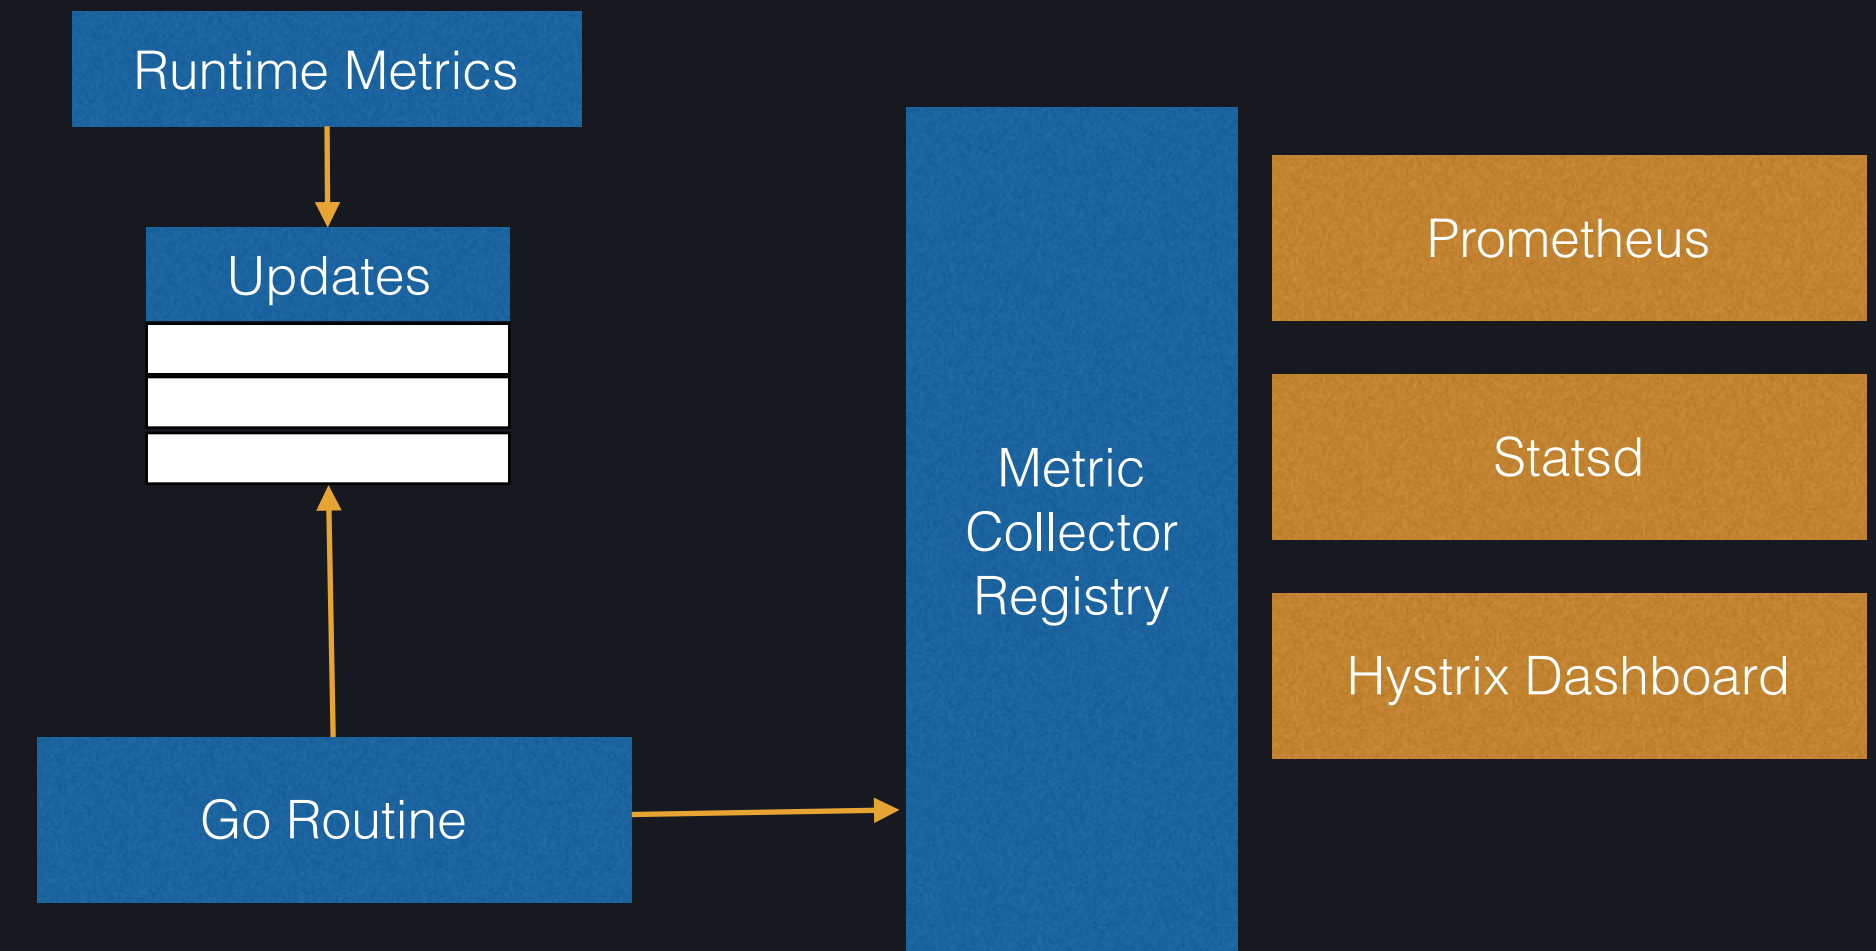 Runtime Metrics
Updates
Go Routine
Metric
Collector
Registry
Prometheus
Statsd
Hystrix Dashboard